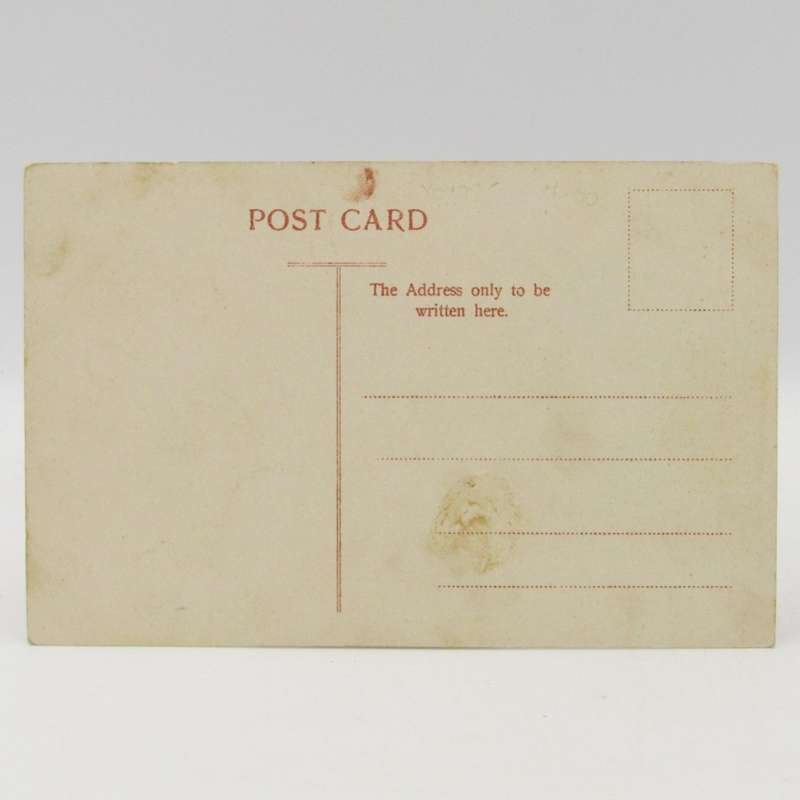 POST CARD
The Address only to be
written here.